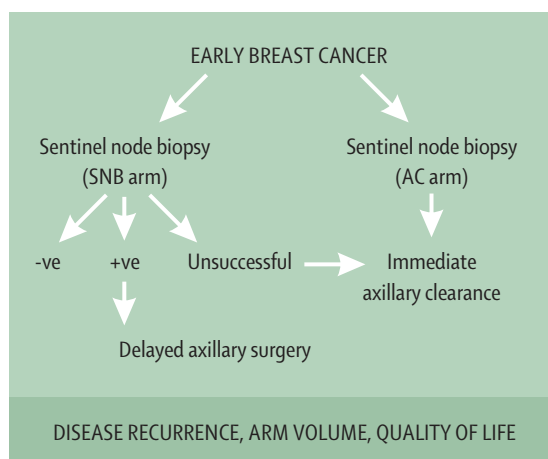 EARLY BREAST CANCER
Sentinel node biopsy
(SNB arm)
Sentinel node biopsy
(AC arm)
-ve
+ve
Unsuccessful
Immediate
axillary clearance
Delayed axillary surgery
DISEASE RECURRENCE, ARM VOLUME, QUALITY OF LIFE